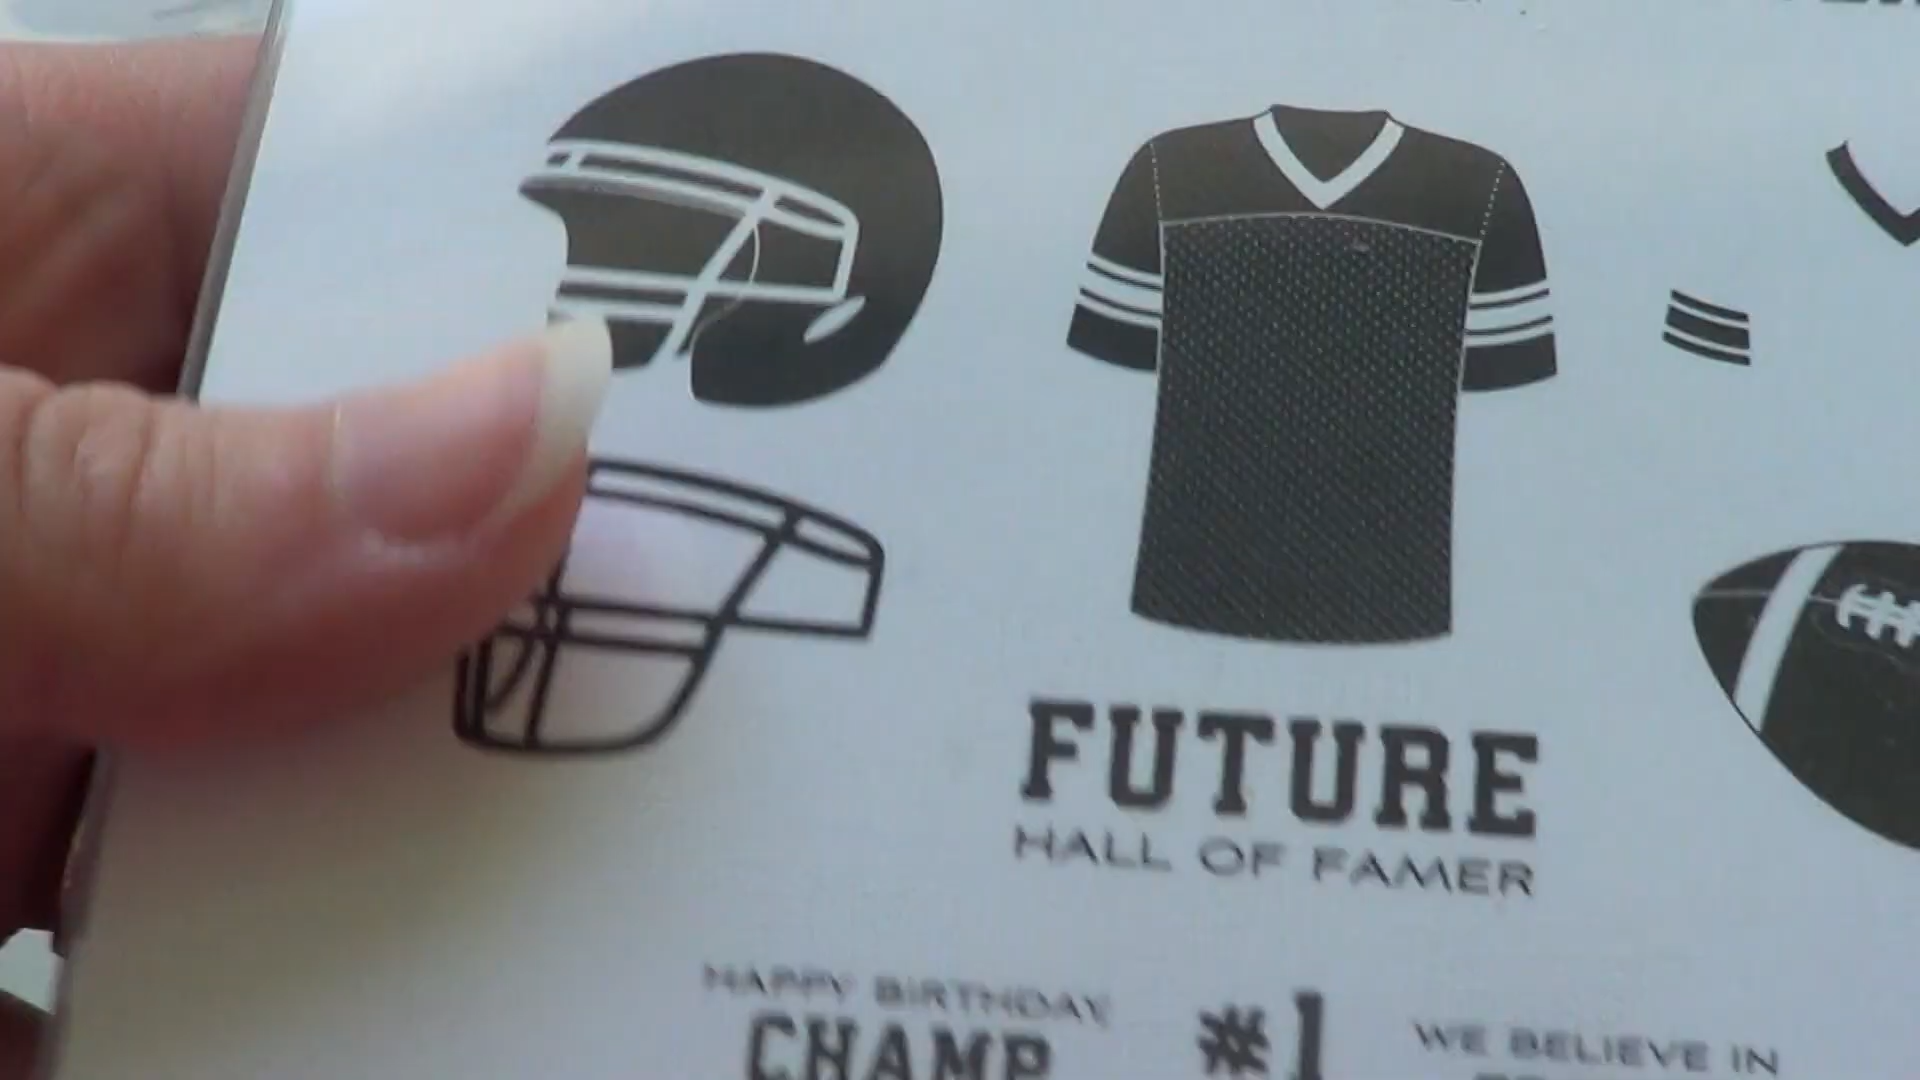 FUTURE
HALL OF FAMER
HAPPY BIRTHDAY
CHAMP
#1
WE BELIEVE IN